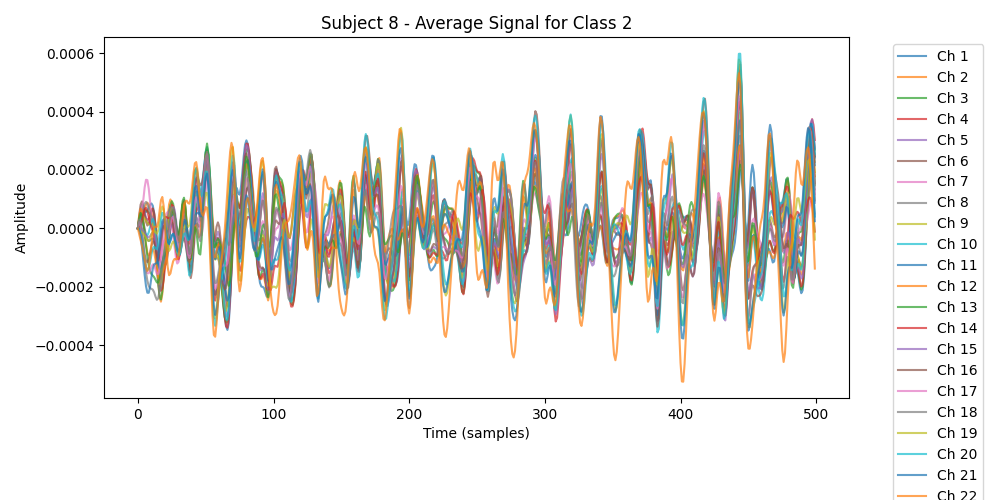 Subject 8 - Average Signal for Class 2
0.0006
0.0004
0.0002
0.0000
−0.0002
−0.0004
Amplitude
0
100
200
300
400
500
Time (samples)
Ch 1
Ch 2
Ch 3
Ch 4
Ch 5
Ch 6
Ch 7
Ch 8
Ch 9
Ch 10
Ch 11
Ch 12
Ch 13
Ch 14
Ch 15
Ch 16
Ch 17
Ch 18
Ch 19
Ch 20
Ch 21
Ch 22